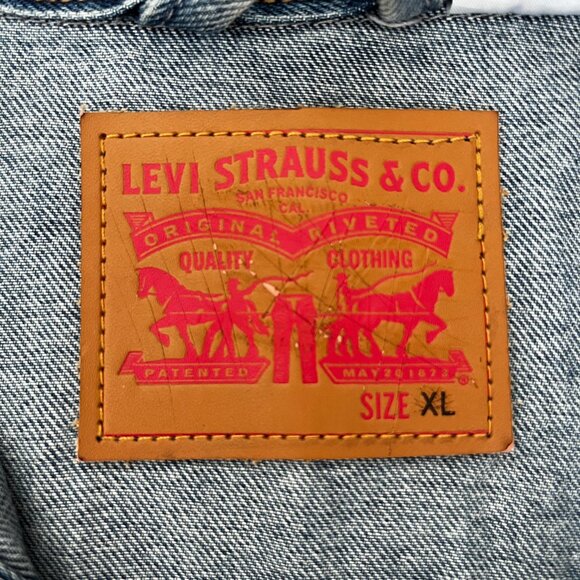 LEVI STRAUSS & CO.
SAN FRANCISCO
CAL.
ORIGINAL RIVETED
QUALITY CLOTHING
PATENTED MAY 20 1873
®
SIZE XL